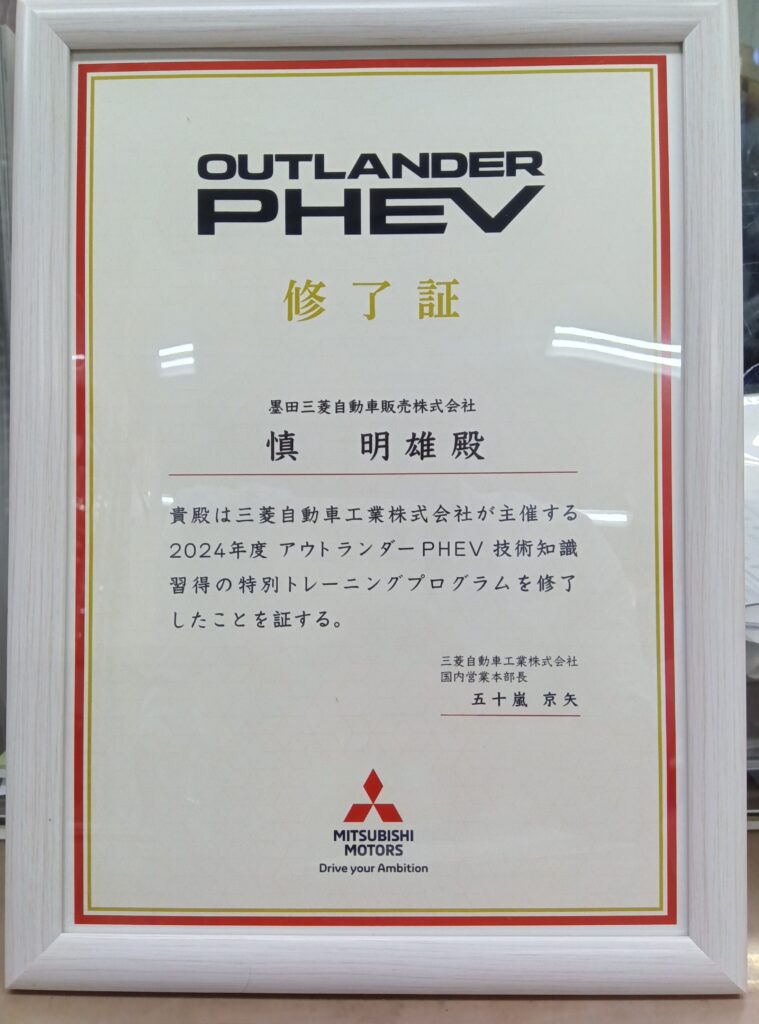 OUTLANDER
PHEV
修了証
墨田三菱自動車販売株式会社
慎　明雄殿
貴殿は三菱自動車工業株式会社が主催する
2024年度 アウトランダーPHEV 技術知識
習得の特別トレーニングプログラムを修了
したことを証する。
三菱自動車工業株式会社
国内営業本部長
五十嵐 京矢
MITSUBISHI
MOTORS
Drive your Ambition